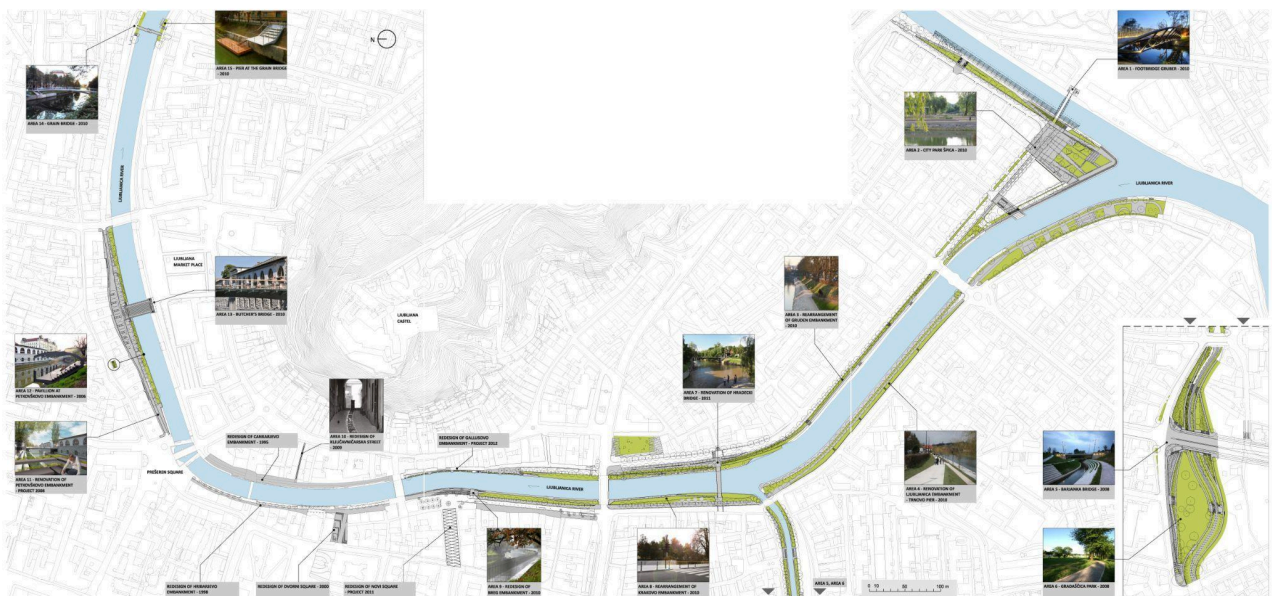 N
AREA 15 - PIER AT THE GRAIN BRIDGE
- 2010
AREA 14 - GRAIN BRIDGE - 2010
AREA 1 - FOOTBRIDGE GRUBER - 2010
AREA 2 - CITY PARK ŠPICA - 2010
LJUBLJANICA RIVER
LJUBLJANICA RIVER
LJUBLJANA
MARKET PLACE
AREA 13 - BUTCHER'S BRIDGE - 2010
LJUBLJANA
CASTEL
AREA 3 - REARRANGEMENT
OF GRUDEN EMBANKMENT
- 2010
AREA 12 - PAVILLION AT
PETKOVŠKOVO EMBANKMENT - 2006
AREA 7 - RENOVATION OF HRADECKI
BRIDGE - 2011
REDESIGN OF CANKARJEVO
EMBANKMENT - 1995
AREA 10 - REDESIGN OF
KLJUČAVNIČARSKA STREET
- 2009
REDESIGN OF GALLUSOVO
EMBANKMENT - PROJECT 2012
AREA 11 - RENOVATION OF
PETKOVŠKOVO EMBANKMENT
- PROJECT 2008
PREŠEREN SQUARE
LJUBLJANICA RIVER
AREA 4 - RENOVATION OF
LJUBLJANICA EMBANKMENT
- TRNOVO PIER - 2010
AREA 5 - BARJANKA BRIDGE - 2008
REDESIGN OF HRIBARJEVO
EMBANKMENT - 1998
REDESIGN OF DVORNI SQUARE - 2000
REDESIGN OF NOVI SQUARE
- PROJECT 2011
AREA 9 - REDESIGN OF
BREG EMBANKMENT - 2010
AREA 8 - REARRANGEMENT OF
KRAKOVO EMBANKMENT - 2010
AREA 5, AREA 6
0 10 50 100 m
AREA 6 - GRADAŠČICA PARK - 2008